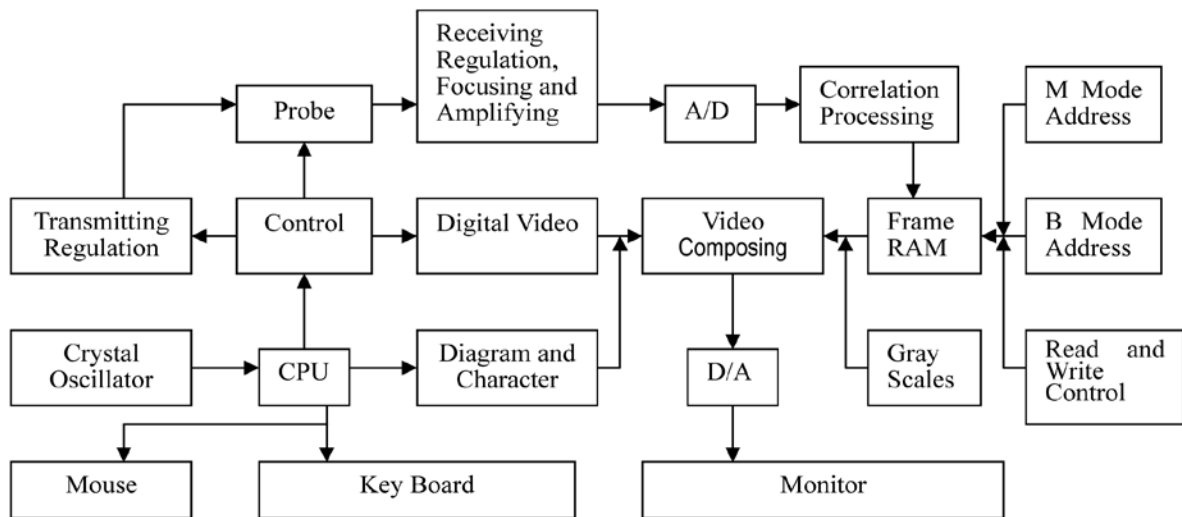 Receiving
Regulation,
Focusing and
Amplifying
Probe
A/D
Correlation
Processing
M Mode
Address
Transmitting
Regulation
Control
Digital Video
Video
Composing
Frame
RAM
B Mode
Address
Crystal
Oscillator
CPU
Diagram and
Character
D/A
Gray
Scales
Read and
Write
Control
Mouse
Key Board
Monitor